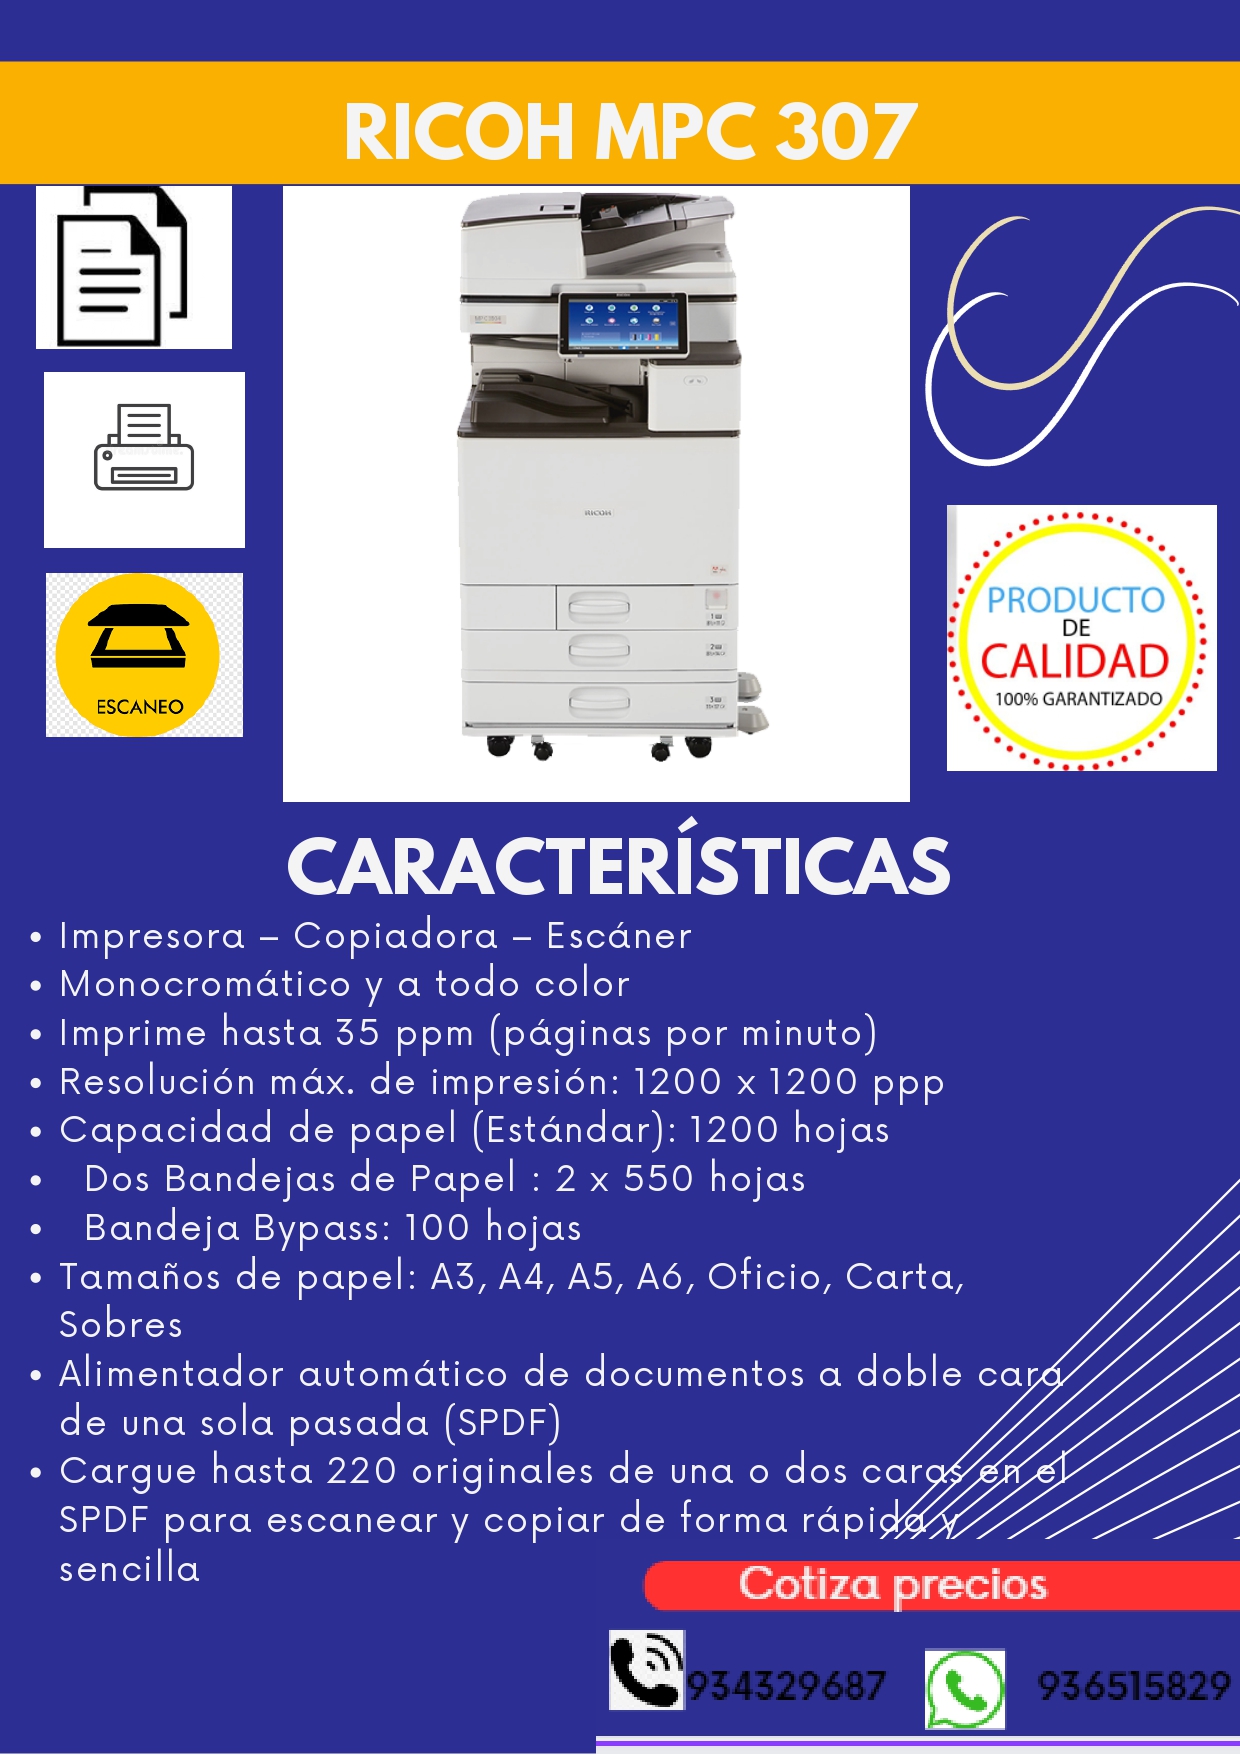 RICOH MPC 307
RICOH
ESCANEO
PRODUCTO
DE
CALIDAD
100% GARANTIZADO
CARACTERÍSTICAS
• Impresora – Copiadora – Escáner
• Monocromático y a todo color
• Imprime hasta 35 ppm (páginas por minuto)
• Resolución máx. de impresión: 1200 x 1200 ppp
• Capacidad de papel (Estándar): 1200 hojas
• Dos Bandejas de Papel : 2 x 550 hojas
• Bandeja Bypass: 100 hojas
• Tamaños de papel: A3, A4, A5, A6, Oficio, Carta,
Sobres
• Alimentador automático de documentos a doble cara
de una sola pasada (SPDF)
• Cargue hasta 220 originales de una o dos caras en el
SPDF para escanear y copiar de forma rápida y
sencilla
Cotiza precios
934329687
936515829